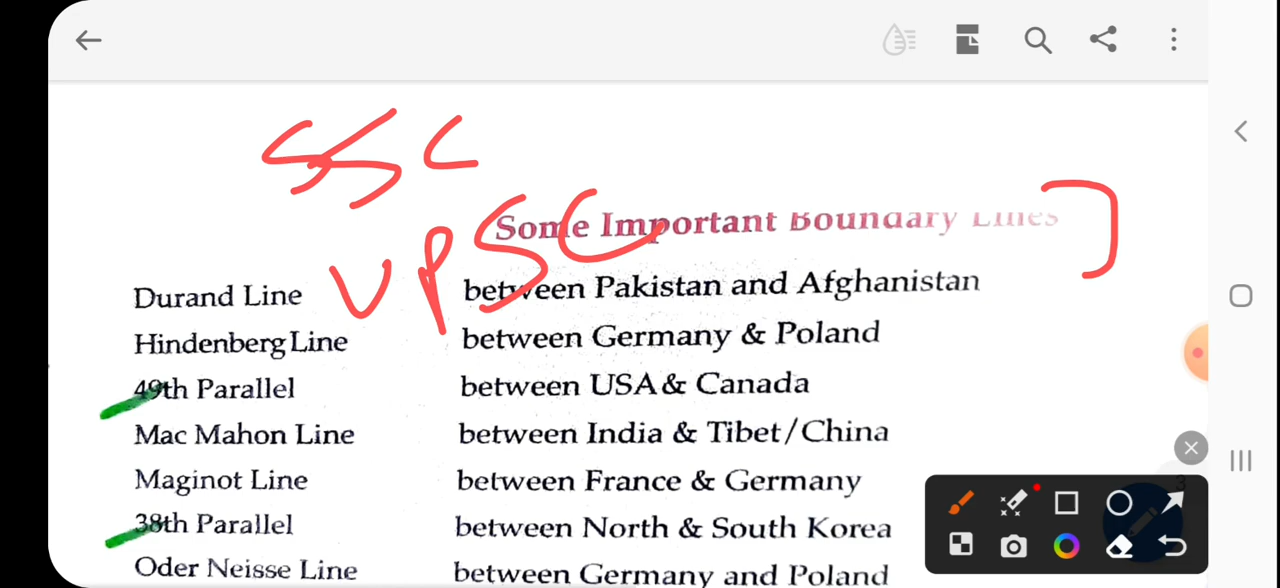 SSC
UPSC
Some Important Boundary Lines
Durand Line between Pakistan and Afghanistan
Hindenberg Line between Germany & Poland
49th Parallel between USA & Canada
Mac Mahon Line between India & Tibet/China
Maginot Line between France & Germany
38th Parallel between North & South Korea
Oder Neisse Line between Germany and Poland
3